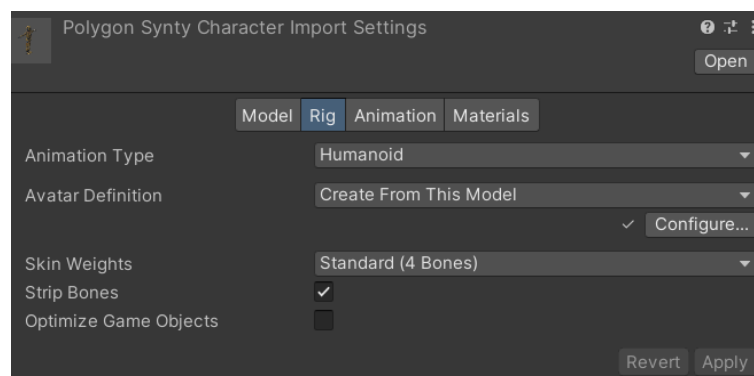 Polygon Synty Character Import Settings
Open
Model Rig Animation Materials
Animation Type Humanoid
Avatar Definition Create From This Model
Configure...
Skin Weights Standard (4 Bones)
Strip Bones
Optimize Game Objects
Revert Apply